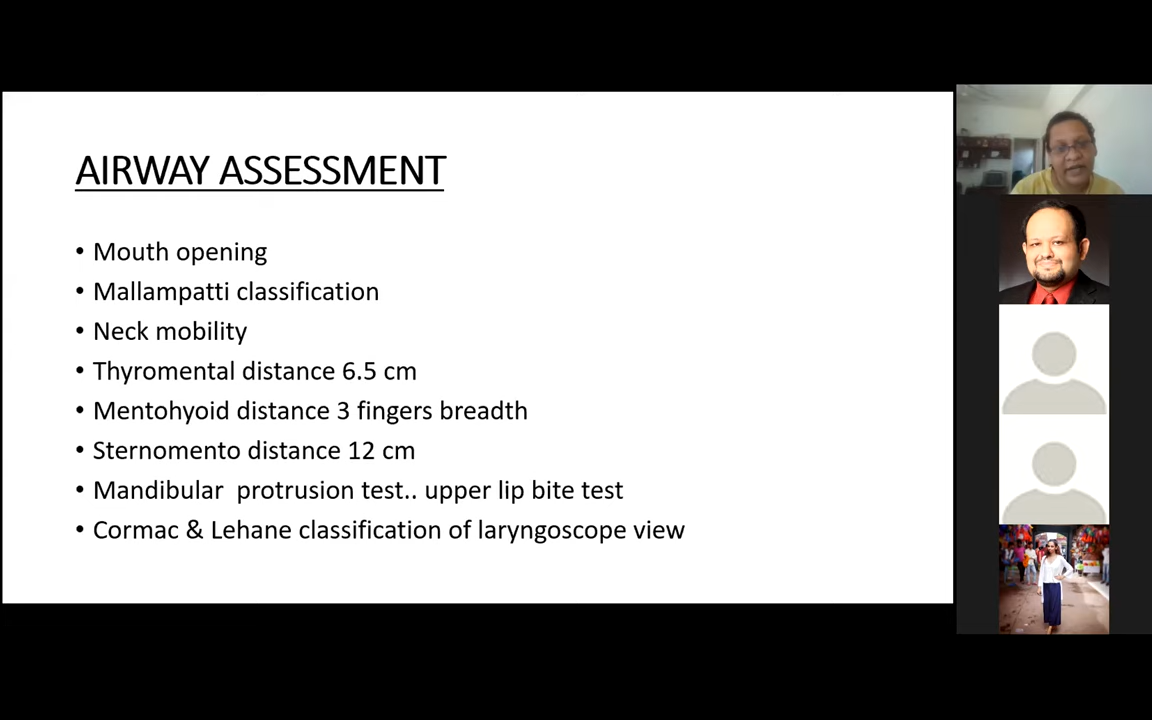 AIRWAY ASSESSMENT
• Mouth opening
• Mallampatti classification
• Neck mobility
• Thyromental distance 6.5 cm
• Mentohyoid distance 3 fingers breadth
• Sternomento distance 12 cm
• Mandibular  protrusion test.. upper lip bite test
• Cormac & Lehane classification of laryngoscope view